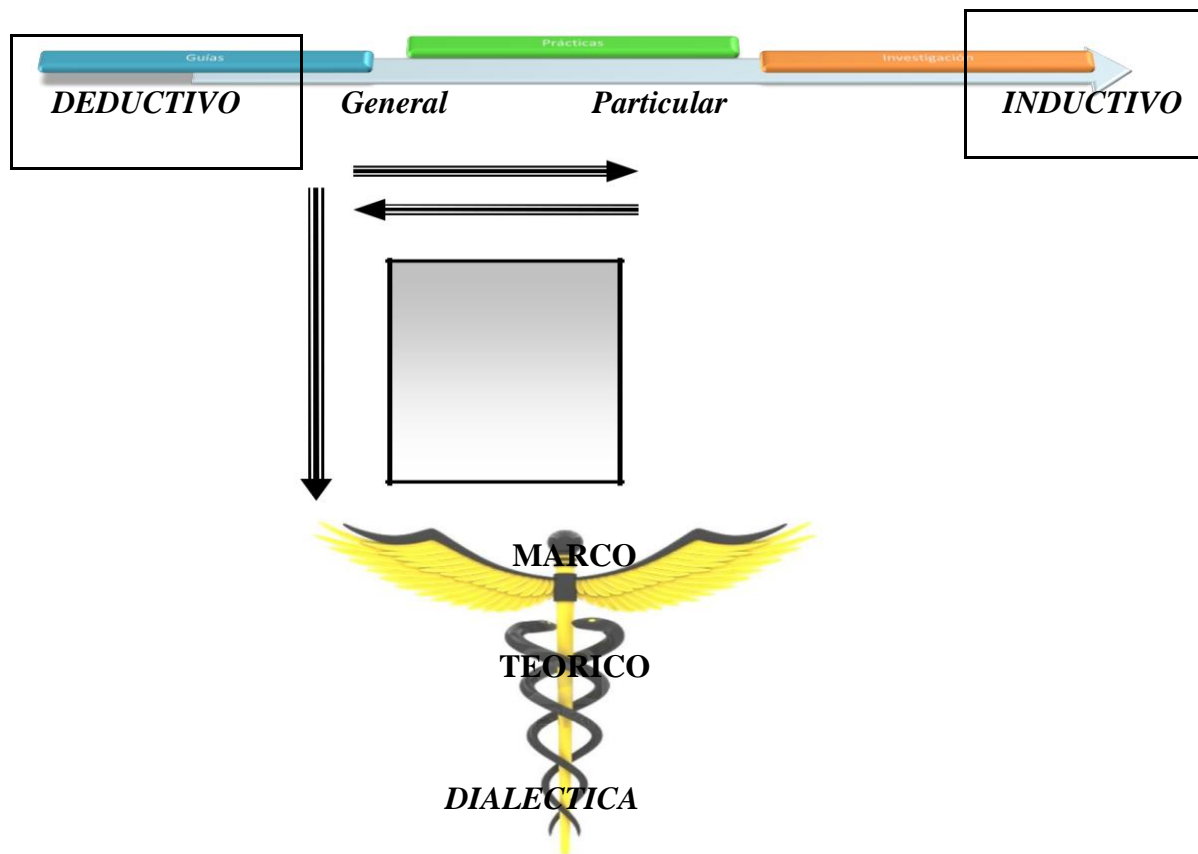 Guías
Prácticas
Investigación
DEDUCTIVO General Particular INDUCTIVO
MARCO
TEORICO
DIALECTICA